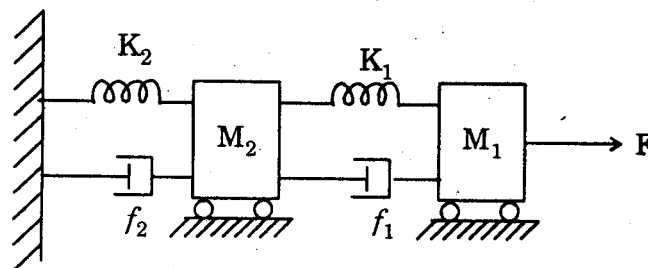 K₂ K₁
M₂ M₁ F
f₂ f₁